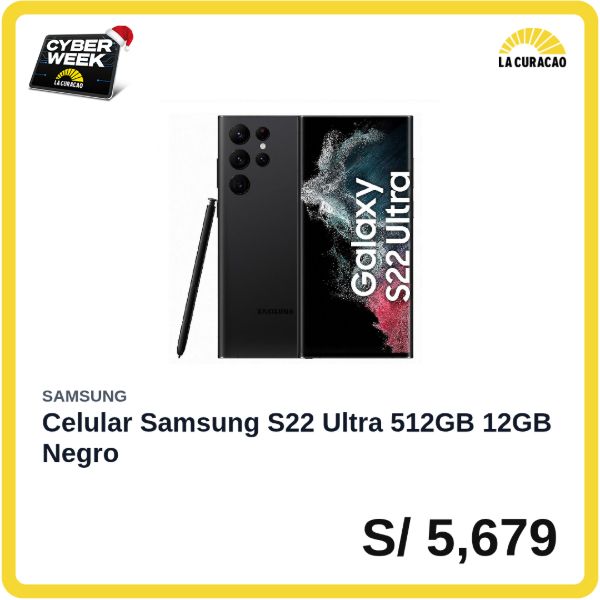 CYBER
WEEK
LA CURACAO
LA CURACAO
Galaxy
S22 Ultra
SAMSUNG
SAMSUNG
Celular Samsung S22 Ultra 512GB 12GB
Negro
S/ 5,679